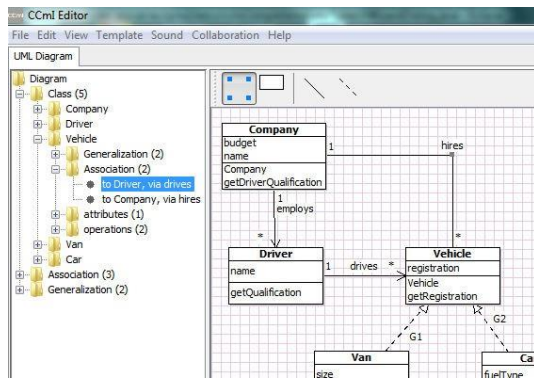 CCmI Editor
File Edit View Template Sound Collaboration Help
UML Diagram
Diagram
Class (5)
Company
Driver
Vehicle
Generalization (2)
Association (2)
to Driver, via drives
to Company, via hires
attributes (1)
operations (2)
Van
Car
Association (3)
Generalization (2)
Company
budget
name
Company
getDriverQualification
1
hires
1
employs
*
*
Driver
name
getQualification
1 drives *
Vehicle
registration
Vehicle
getRegistration
G1
G2
Van
size
Ca
fuelType